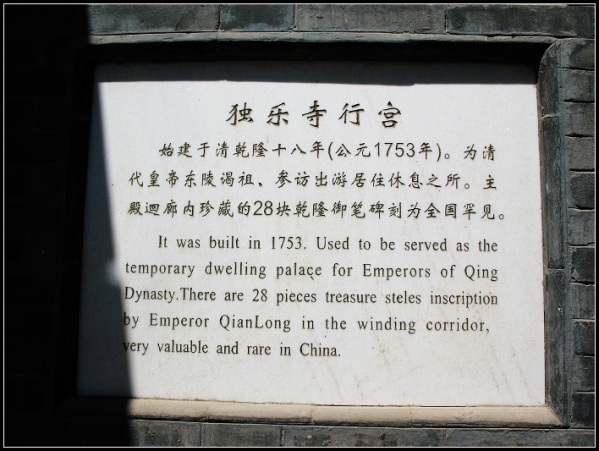 独乐寺行宫
始建于清乾隆十八年(公元1753年)。为清
代皇帝东陵谒祖、参访出游居住休息之所。主
殿迴廊内珍藏的28块乾隆御笔碑刻为全国罕见。
It was built in 1753. Used to be served as the
temporary dwelling palace for Emperors of Qing
Dynasty.There are 28 pieces treasure steles inscription
by Emperor QianLong in the winding corridor,
very valuable and rare in China.